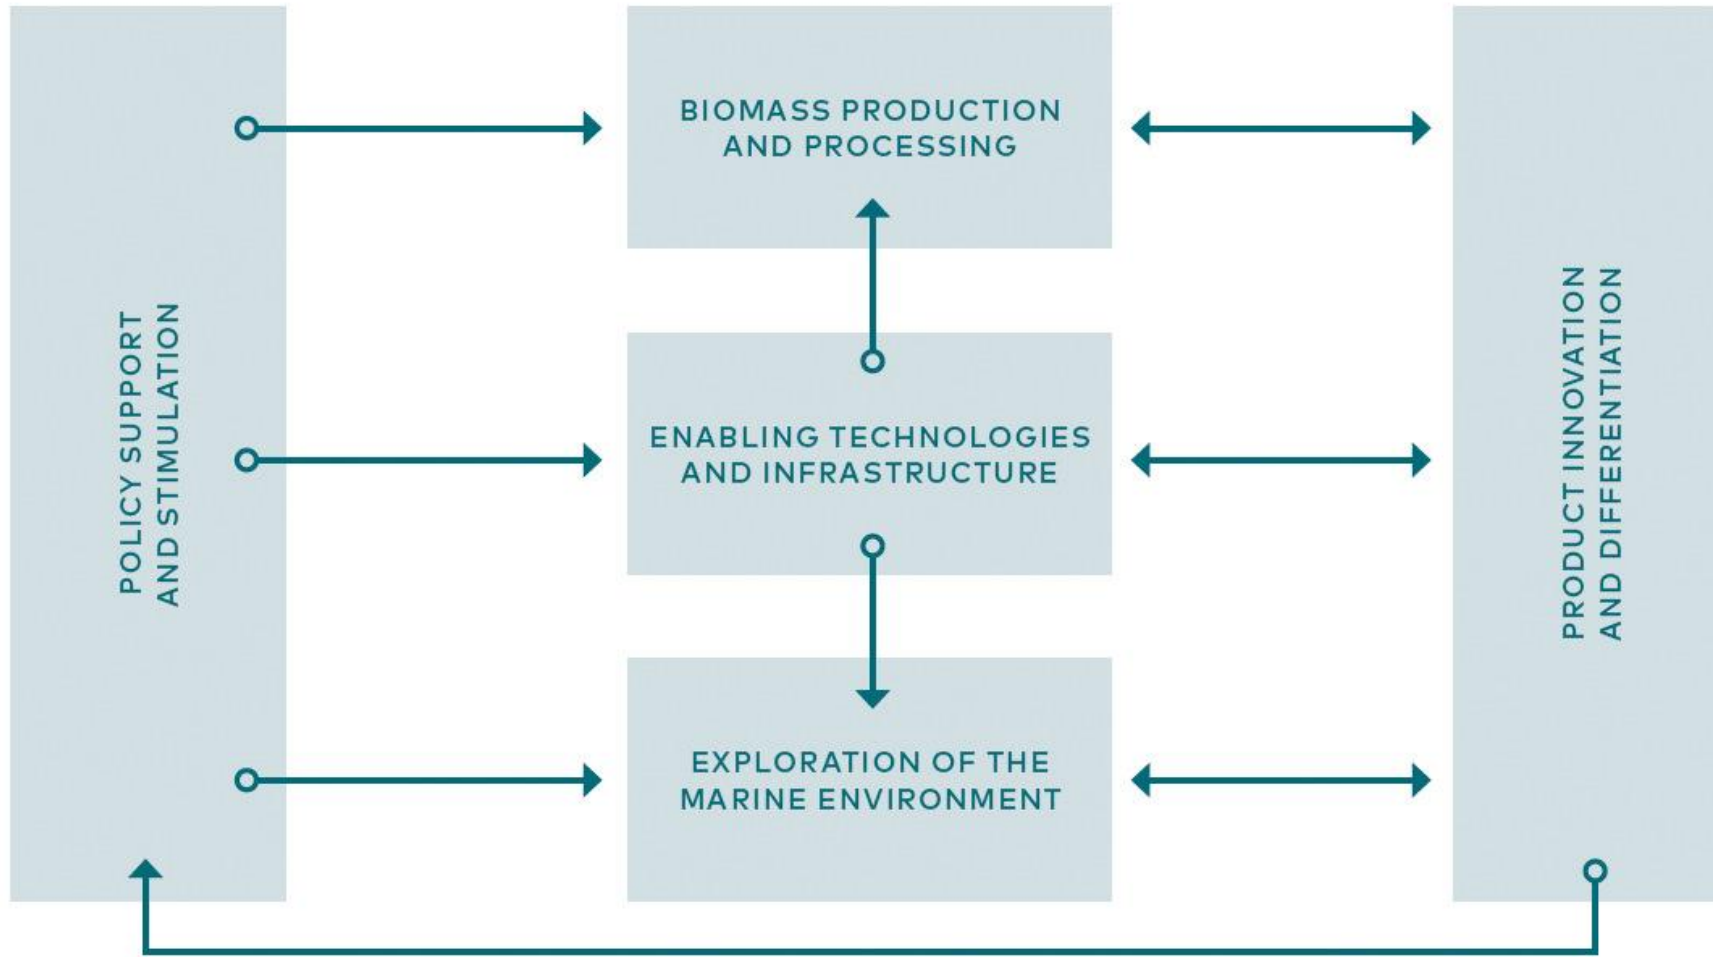 POLICY SUPPORT
AND STIMULATION
BIOMASS PRODUCTION
AND PROCESSING
ENABLING TECHNOLOGIES
AND INFRASTRUCTURE
EXPLORATION OF THE
MARINE ENVIRONMENT
PRODUCT INNOVATION
AND DIFFERENTIATION